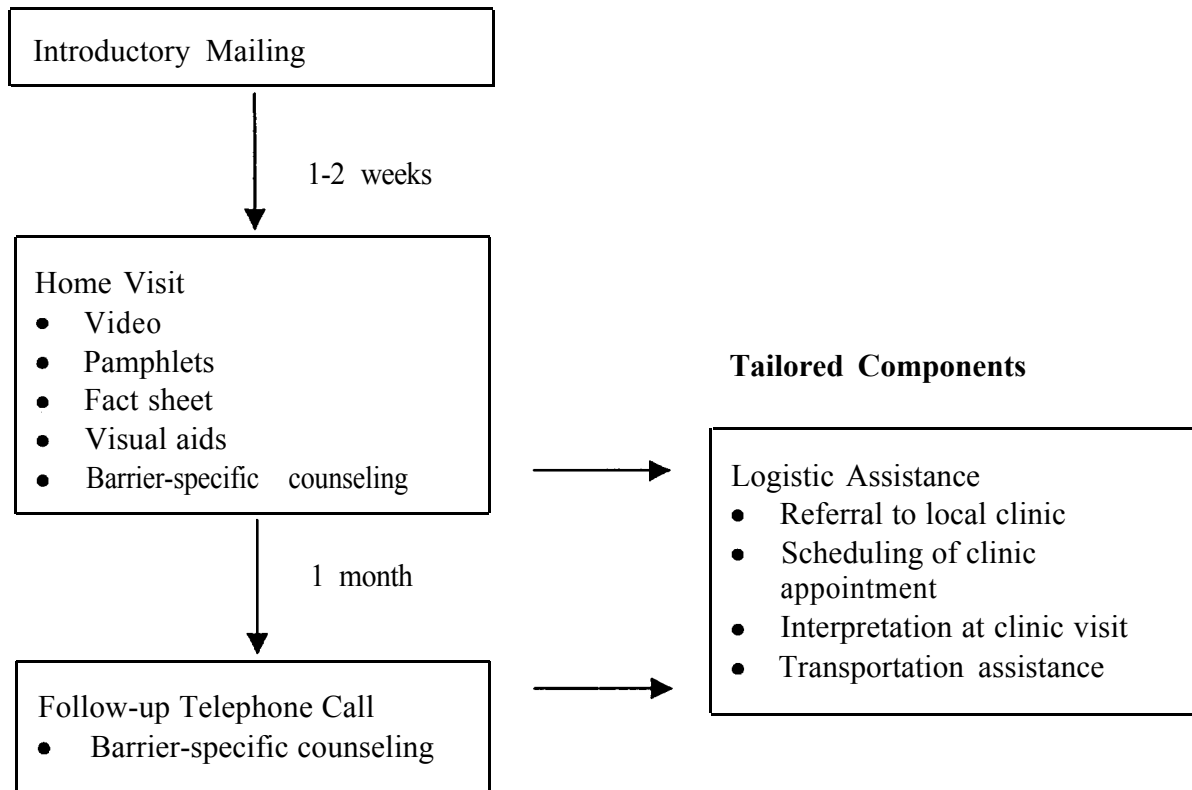 Introductory Mailing
1-2 weeks
Home Visit
• Video
• Pamphlets
• Fact sheet
• Visual aids
• Barrier-specific counseling
1 month
Follow-up Telephone Call
• Barrier-specific counseling
Tailored Components
Logistic Assistance
• Referral to local clinic
• Scheduling of clinic
appointment
• Interpretation at clinic visit
• Transportation assistance